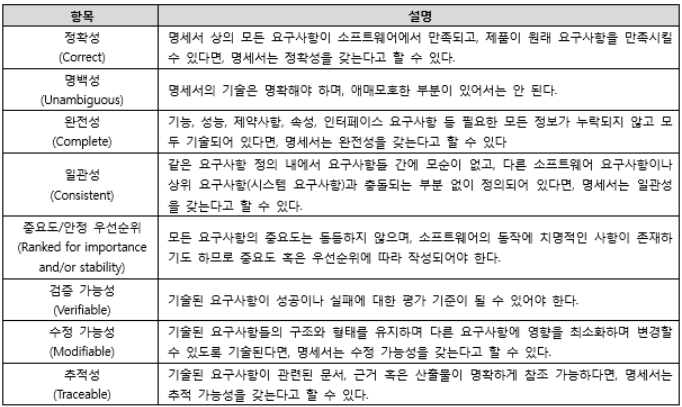 항목 설명
정확성
(Correct)
명세서 상의 모든 요구사항이 소프트웨어에서 만족되고, 제품이 원래 요구사항을 만족시킬
수 있다면, 명세서는 정확성을 갖는다고 할 수 있다.
명백성
(Unambiguous)
명세서의 기술은 명확해야 하며, 애매모호한 부분이 있어서는 안 된다.
완전성
(Complete)
기능, 성능, 제약사항, 속성, 인터페이스 요구사항 등 필요한 모든 정보가 누락되지 않고 모
두 기술되어 있다면, 명세서는 완전성을 갖는다고 할 수 있다
일관성
(Consistent)
같은 요구사항 정의 내에서 요구사항들 간에 모순이 없고, 다른 소프트웨어 요구사항이나
상위 요구사항(시스템 요구사항)과 충돌되는 부분 없이 정의되어 있다면, 명세서는 일관성
을 갖는다고 할 수 있다.
중요도/안정 우선순위
(Ranked for importance
and/or stability)
모든 요구사항의 중요도는 동등하지 않으며, 소프트웨어의 동작에 치명적인 사항이 존재하
기도 하므로 중요도 혹은 우선순위에 따라 작성되어야 한다.
검증 가능성
(Verifiable)
기술된 요구사항이 성공이나 실패에 대한 평가 기준이 될 수 있어야 한다.
수정 가능성
(Modifiable)
기술된 요구사항들의 구조와 형태를 유지하며 다른 요구사항에 영향을 최소화하며 변경할
수 있도록 기술된다면, 명세서는 수정 가능성을 갖는다고 할 수 있다.
추적성
(Traceable)
기술된 요구사항이 관련된 문서, 근거 혹은 산출물이 명확하게 참조 가능하다면, 명세서는
추적 가능성을 갖는다고 할 수 있다.